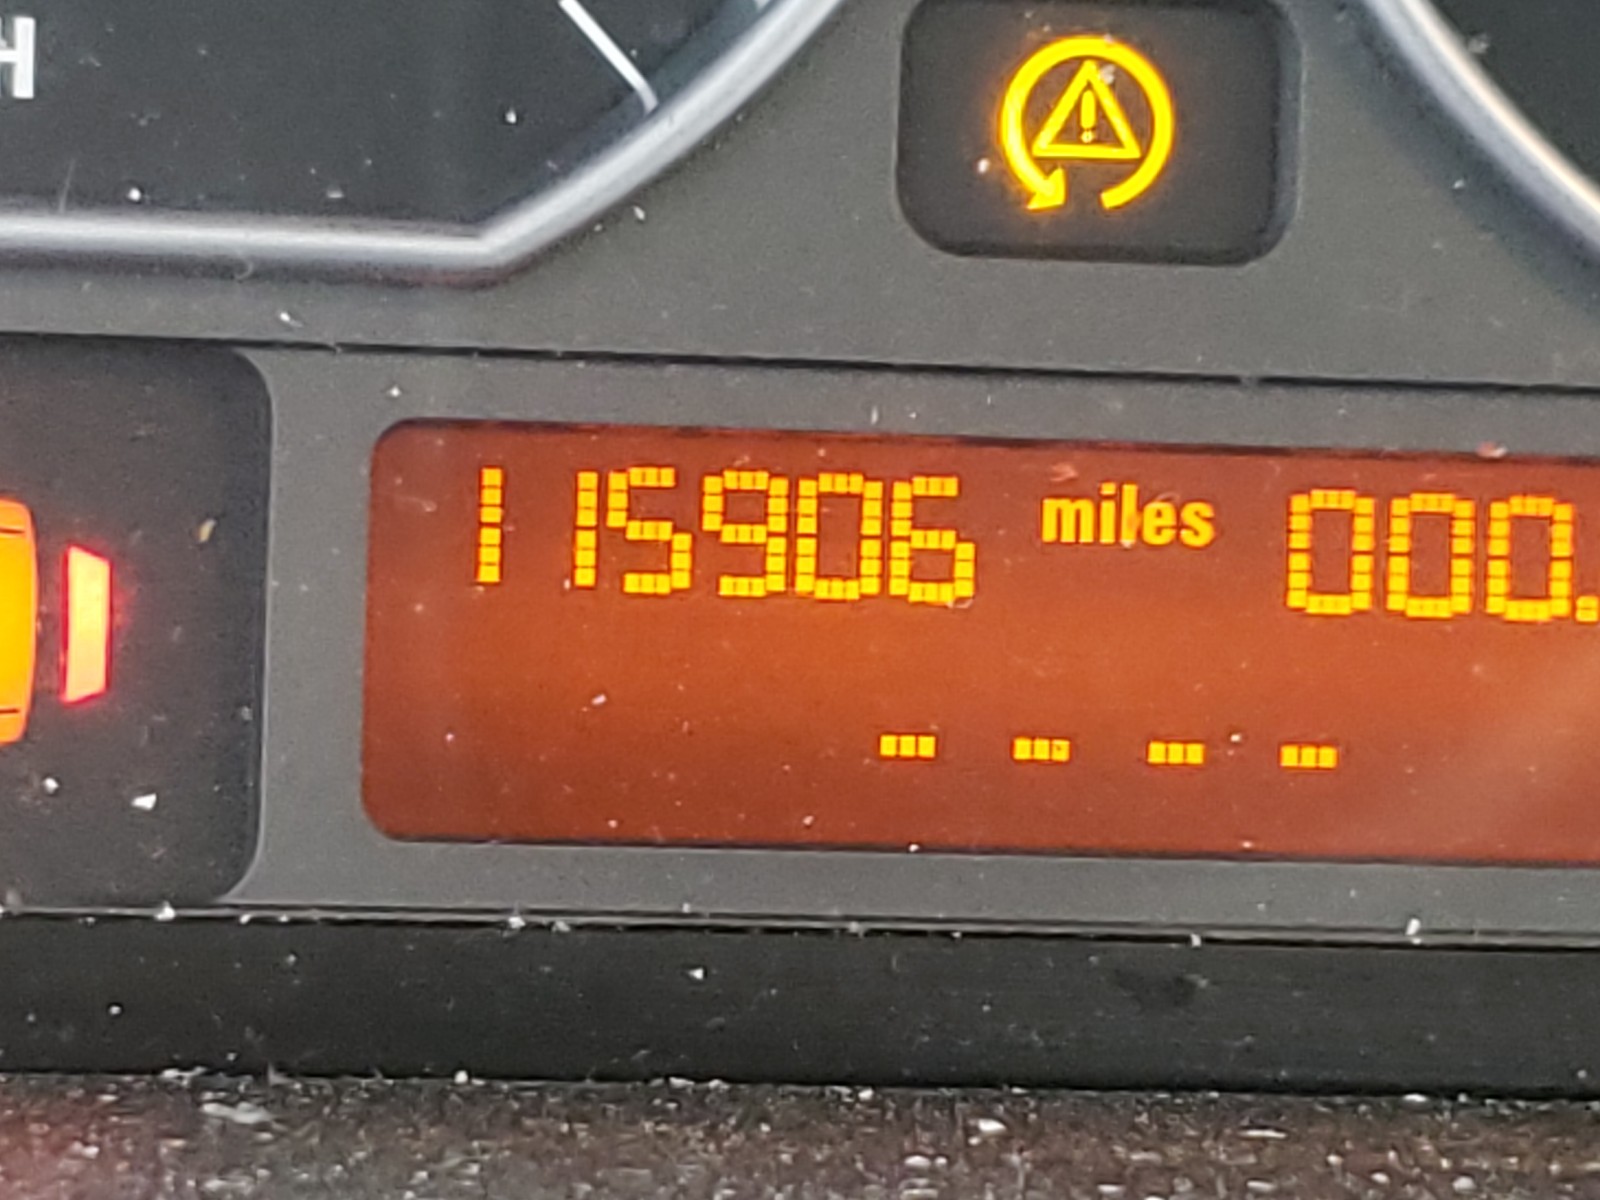 H
!
115906 miles 000.
- - - -